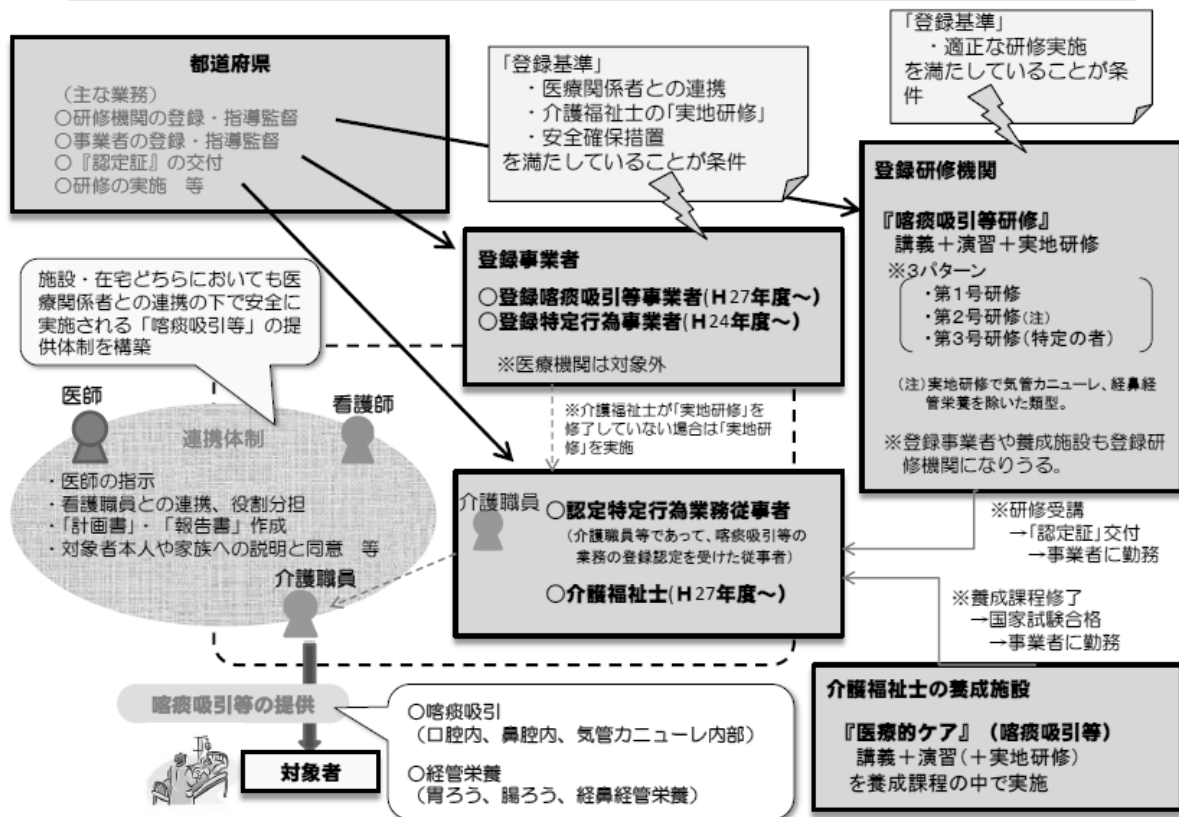 都道府県
（主な業務）
○研修機関の登録・指導監督
○事業者の登録・指導監督
○『認定証』の交付
○研修の実施　等
「登録基準」
・医療関係者との連携
・介護福祉士の「実地研修」
・安全確保措置
を満たしていることが条件
「登録基準」
・適正な研修実施
を満たしていることが条
件
登録研修機関
『喀痰吸引等研修』
講義＋演習＋実地研修
※3パターン
・第1号研修
・第2号研修(注)
・第3号研修(特定の者)
(注)実地研修で気管カニューレ、経鼻経
管栄養を除いた類型。
※登録事業者や養成施設も登録研
修機関になりうる。
登録事業者
○登録喀痰吸引等事業者(Ｈ27年度～)
○登録特定行為事業者(Ｈ24年度～)
※医療機関は対象外
施設・在宅どちらにおいても医
療関係者との連携の下で安全に
実施される「喀痰吸引等」の提
供体制を構築
医師
看護師
連携体制
・医師の指示
・看護職員との連携、役割分担
・「計画書」・「報告書」作成
・対象者本人や家族への説明と同意　等
介護職員
※介護福祉士が「実地研修」を
修了していない場合は「実地研
修」を実施
介護職員
○認定特定行為業務従事者
(介護職員等であって、喀痰吸引等の
業務の登録認定を受けた従事者)
○介護福祉士(Ｈ27年度～)
※研修受講
→「認定証」交付
→事業者に勤務
※養成課程修了
→国家試験合格
→事業者に勤務
介護福祉士の養成施設
『医療的ケア』（喀痰吸引等）
講義＋演習(＋実地研修)
を養成課程の中で実施
喀痰吸引等の提供
対象者
○喀痰吸引
（口腔内、鼻腔内、気管カニューレ内部）
○経管栄養
（胃ろう、腸ろう、経鼻経管栄養）